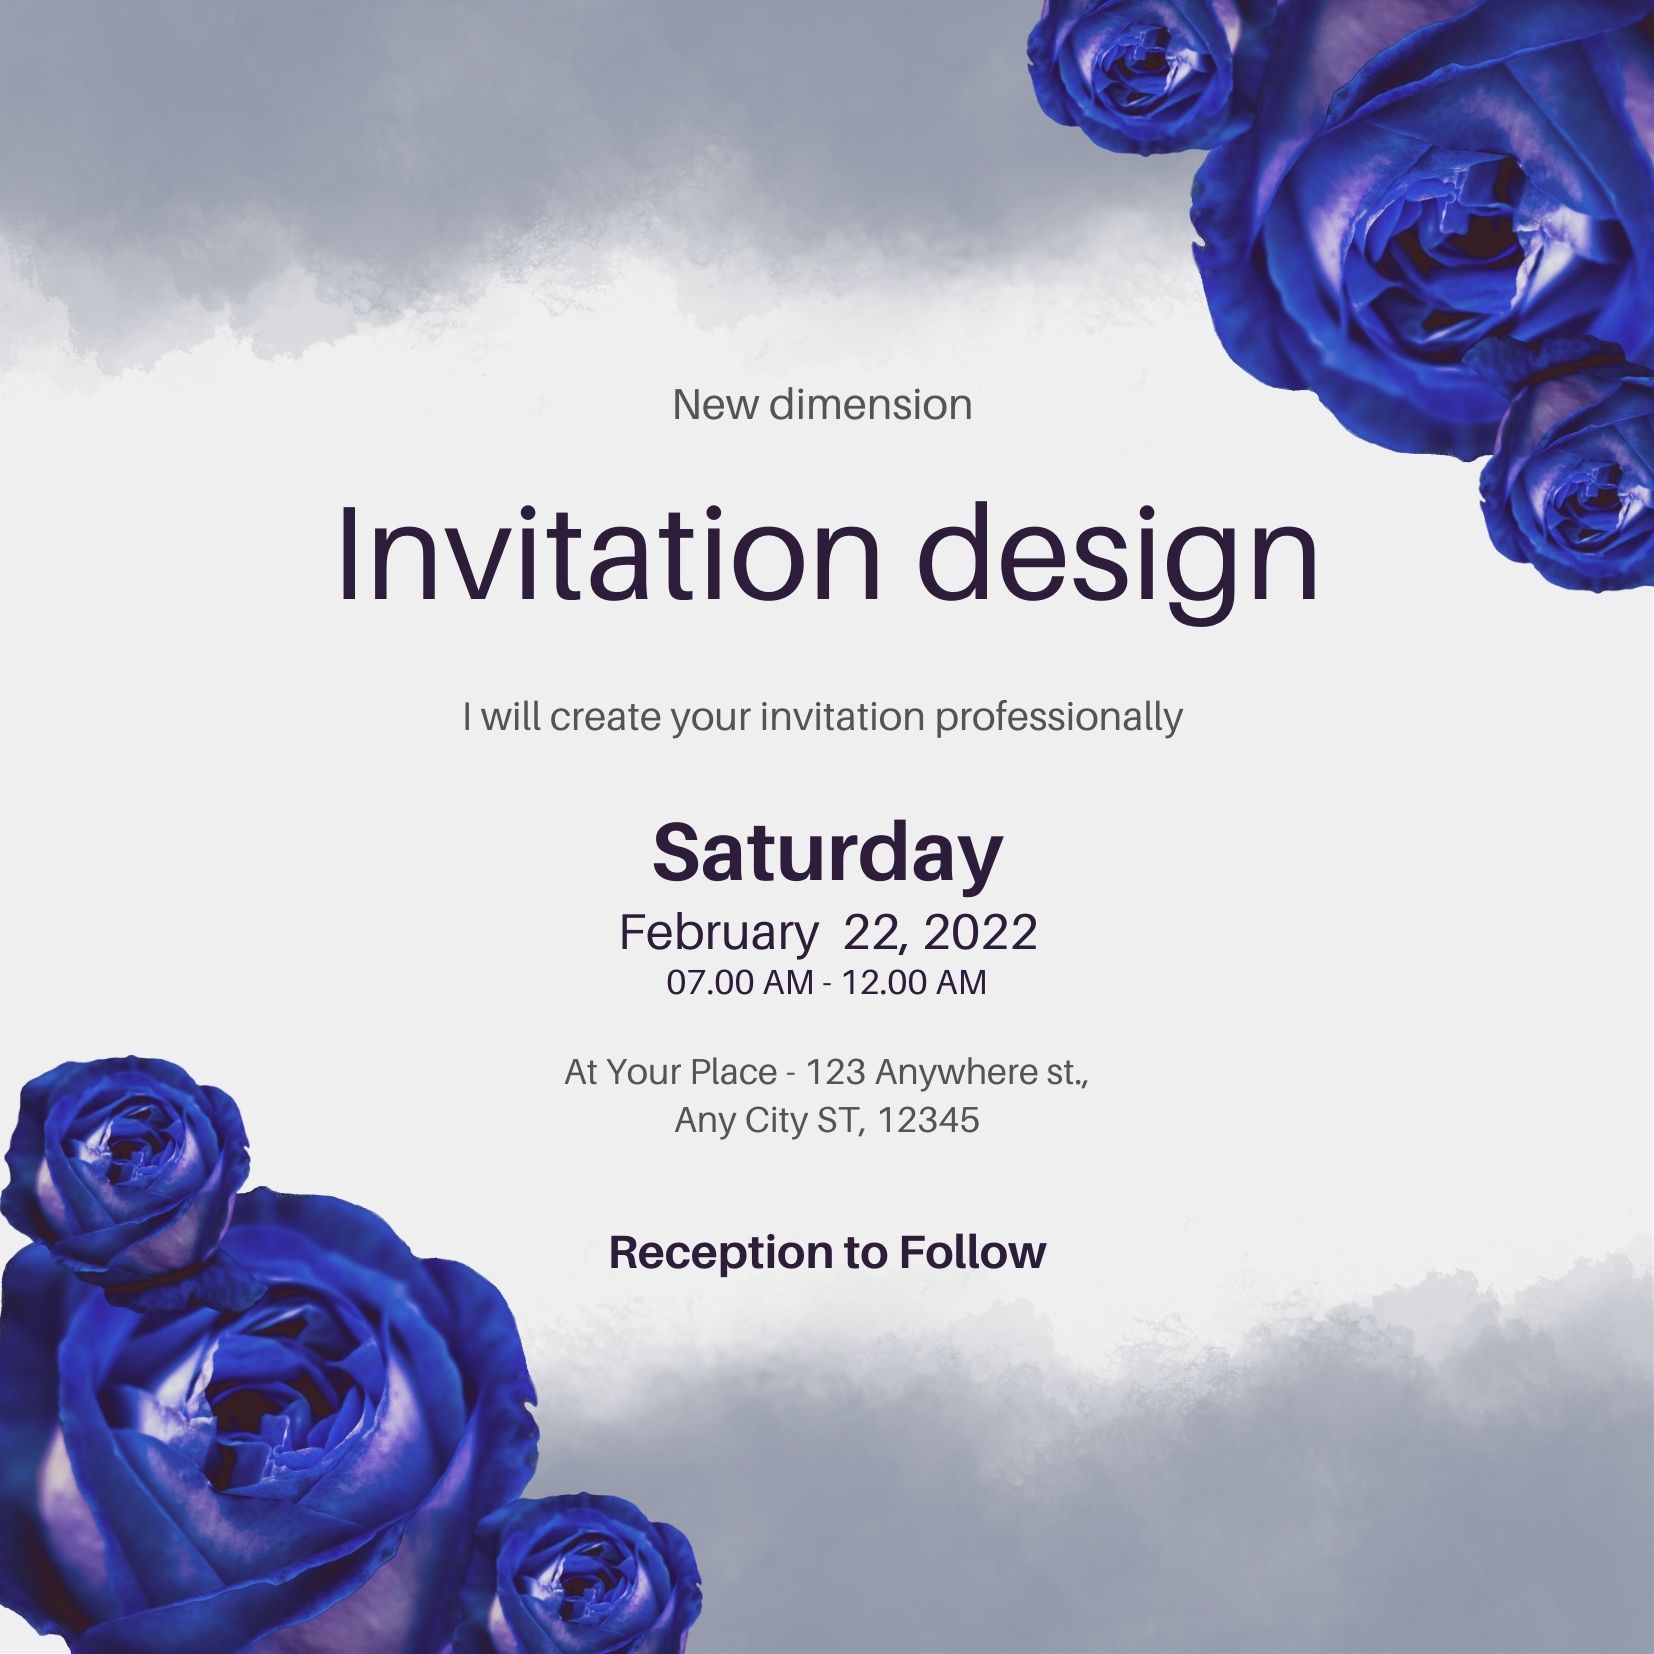 New dimension
Invitation design
I will create your invitation professionally
Saturday
February  22, 2022
07.00 AM - 12.00 AM
At Your Place - 123 Anywhere st.,
Any City ST, 12345
Reception to Follow